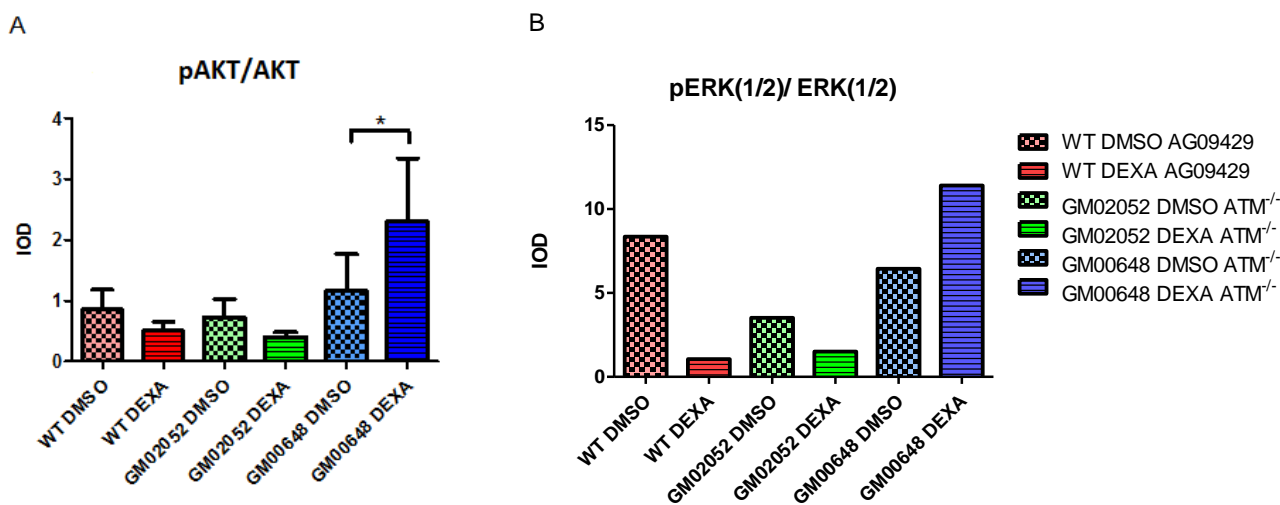 A
pAKT/AKT
4
3
2
1
0
IOD
*
WT DMSO
WT DEXA
GM02052 DMSO
GM02052 DEXA
GM00648 DMSO
GM00648 DEXA
B
pERK(1/2)/ ERK(1/2)
15
10
5
0
IOD
WT DMSO
WT DEXA
GM02052 DMSO
GM02052 DEXA
GM00648 DMSO
GM00648 DEXA
WT DMSO AG09429
WT DEXA AG09429
GM02052 DMSO ATM⁻/⁻
GM02052 DEXA ATM⁻/⁻
GM00648 DMSO ATM⁻/⁻
GM00648 DEXA ATM⁻/⁻